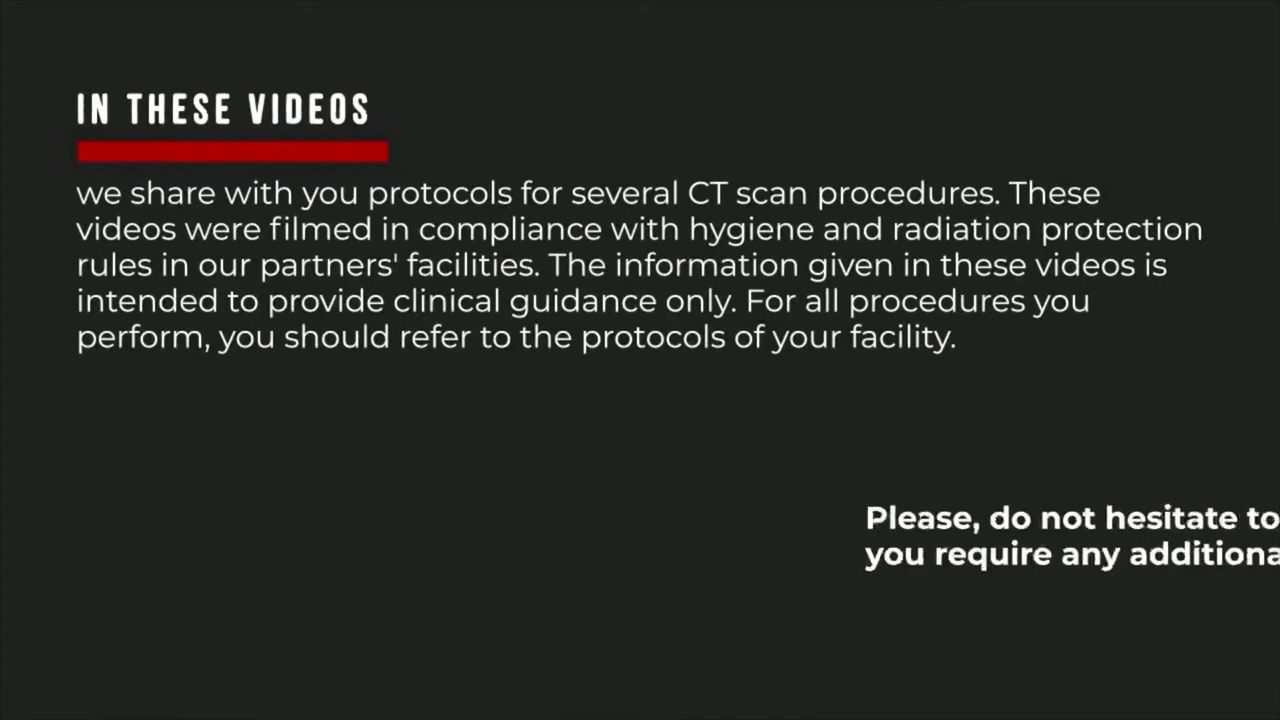 IN THESE VIDEOS
we share with you protocols for several CT scan procedures. These
videos were filmed in compliance with hygiene and radiation protection
rules in our partners' facilities. The information given in these videos is
intended to provide clinical guidance only. For all procedures you
perform, you should refer to the protocols of your facility.
Please, do not hesitate to
you require any additiona